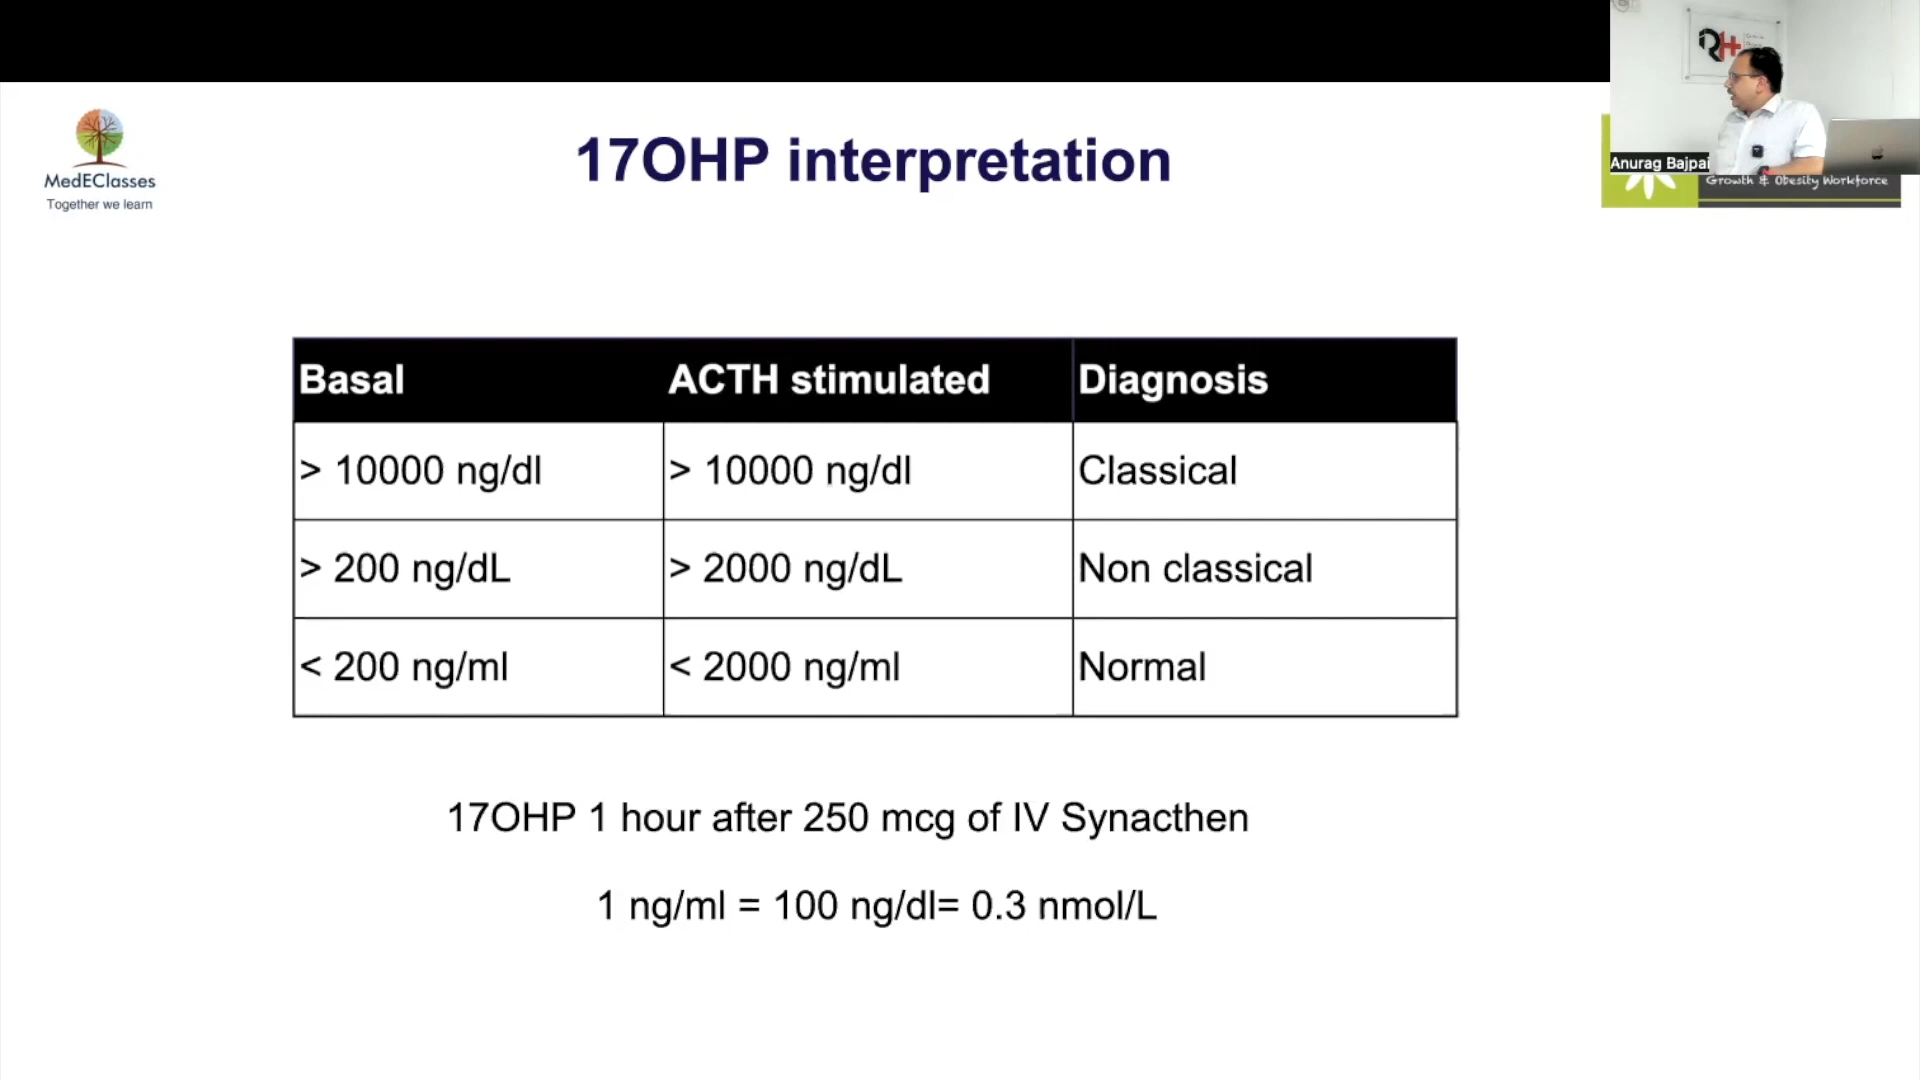 MedEClasses
Together we learn
17OHP interpretation
Anurag Bajpai
Growth & Obesity Workforce
Basal ACTH stimulated Diagnosis
> 10000 ng/dl > 10000 ng/dl Classical
> 200 ng/dL > 2000 ng/dL Non classical
< 200 ng/ml < 2000 ng/ml Normal
17OHP 1 hour after 250 mcg of IV Synacthen
1 ng/ml = 100 ng/dl= 0.3 nmol/L